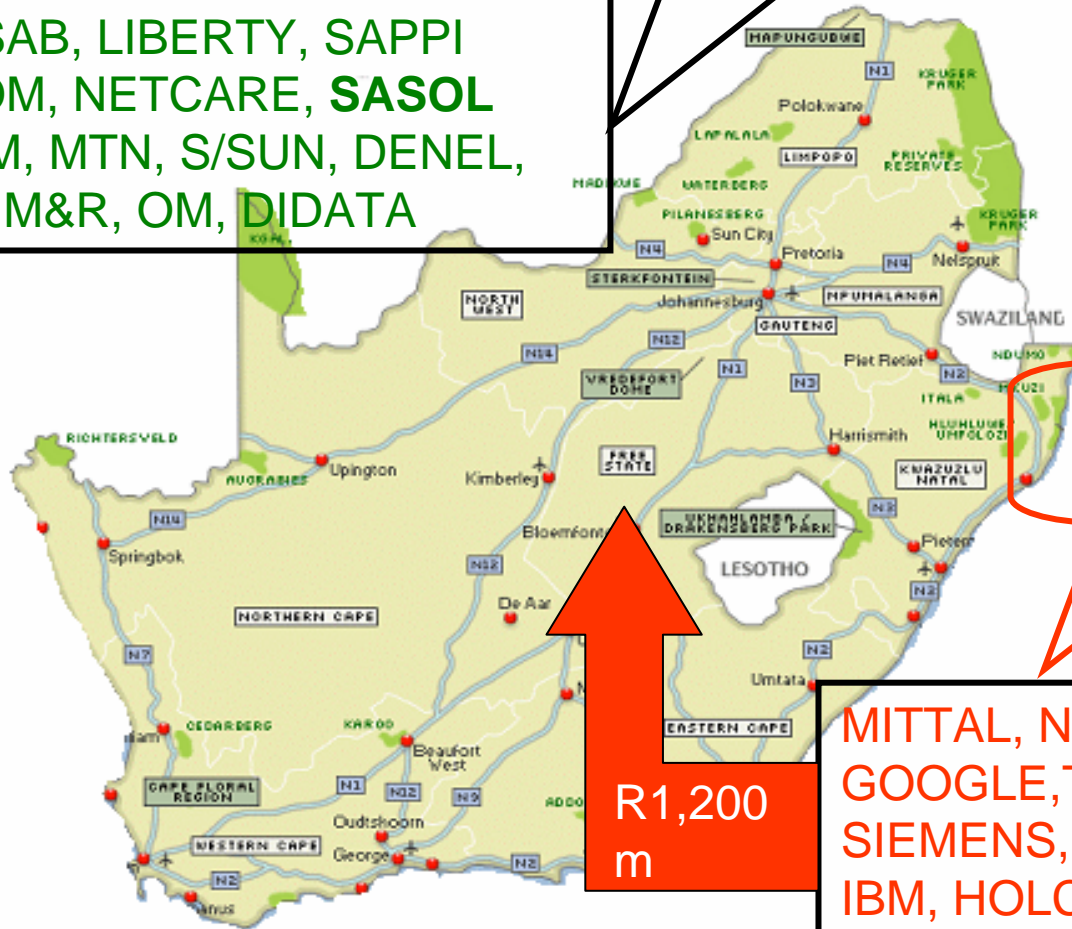 SAB, LIBERTY, SAPPI
OM, NETCARE, SASOL
M, MTN, S/SUN, DENEL,
M&R, OM, DIDATA
MAPUNGUBWE
N1
KRUGER
PARK
Polokwane
LAPALALA
LIMPOPO
PRIVATE
RESERVES
WATERBERG
PILANESBERG
Sun City
KRUGER
PARK
N4
Pretoria
N4
Nelspruit
STERKFONTEIN
Johannesburg
MPUMALANGA
NORTH
WEST
GAUTENG
SWAZILAND
N14
N12
N1
N3
Piet Retief
N2
NDUMO
VREDEFORT
DOME
ITALA
RICHTERSVELD
HLUHLUWE
UMFOLOZI
Harrismith
FREE
STATE
Upington
AUGRABIES
Kimberley
KWAZUZLU
NATAL
N14
N3
UKHAHLAMBA /
DRAKENSBERG PARK
Springbok
LESOTHO
N12
N2
De Aar
NORTHERN CAPE
N7
N2
Umtata
CEDARBERG
KAROO
EASTERN CAPE
Beaufort
West
CAPE FLORAL
REGION
N1
N12
N9
Oudtshoorn
WESTERN CAPE
George
N2
N2
R1,200
m
MITTAL, N
GOOGLE,T
SIEMENS,
IBM, HOLC